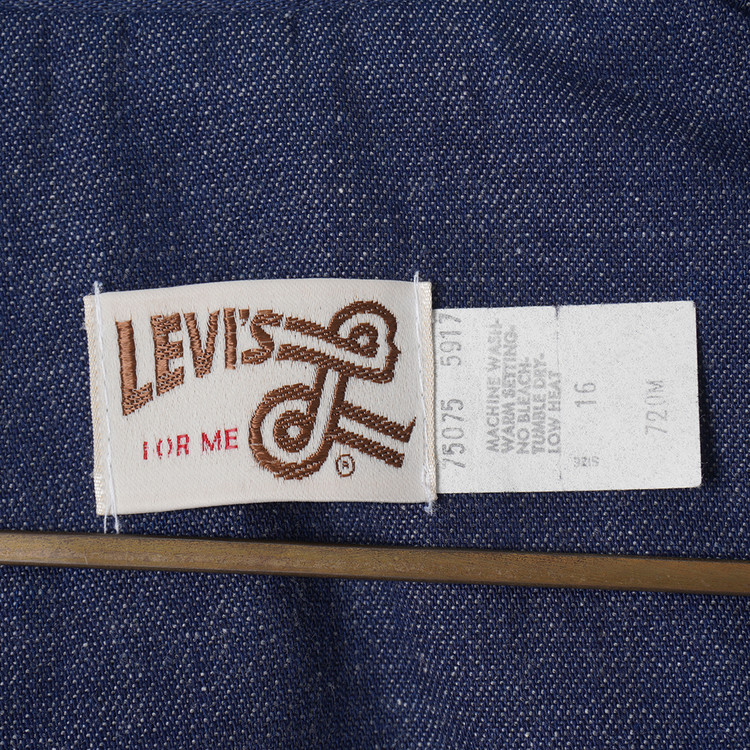 LEVI'S
FOR ME
®
75075 5917
MACHINE WASH-
WARM SETTING-
NO BLEACH-
TUMBLE DRY-
LOW HEAT
SIZE
16
720M